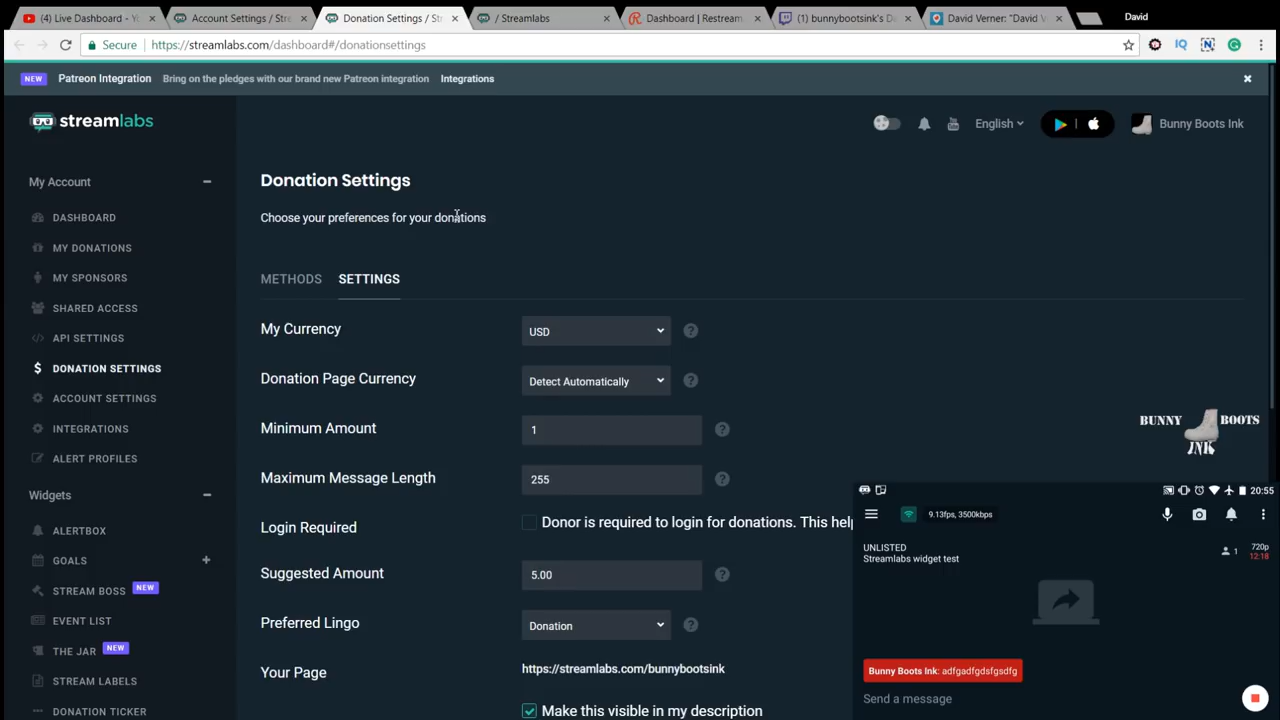 (4) Live Dashboard - Y
Account Settings / Str
Donation Settings / Str
/ Streamlabs
Dashboard | Restream.
(1) bunnybootsink's Da
David Verner: "David V
David
Secure
https://streamlabs.com/dashboard#/donationsettings
IQ
N
NEW
Patreon Integration
Bring on the pledges with our brand new Patreon integration
Integrations
streamlabs
English
Bunny Boots Ink
My Account
DASHBOARD
MY DONATIONS
MY SPONSORS
SHARED ACCESS
API SETTINGS
DONATION SETTINGS
ACCOUNT SETTINGS
INTEGRATIONS
ALERT PROFILES
Widgets
ALERTBOX
GOALS
STREAM BOSS NEW
EVENT LIST
THE JAR NEW
STREAM LABELS
DONATION TICKER
Donation Settings
Choose your preferences for your donations
METHODS SETTINGS
My Currency USD
Donation Page Currency Detect Automatically
Minimum Amount 1
Maximum Message Length 255
Login Required Donor is required to login for donations. This help
Suggested Amount 5.00
Preferred Lingo Donation
Your Page https://streamlabs.com/bunnybootsink
Make this visible in my description
BUNNY BOOTS
INK
20:55
9.13fps, 3500kbps
UNLISTED
Streamlabs widget test
1
720p
12:18
Bunny Boots Ink: adfgadfgdsfgsdfg
Send a message